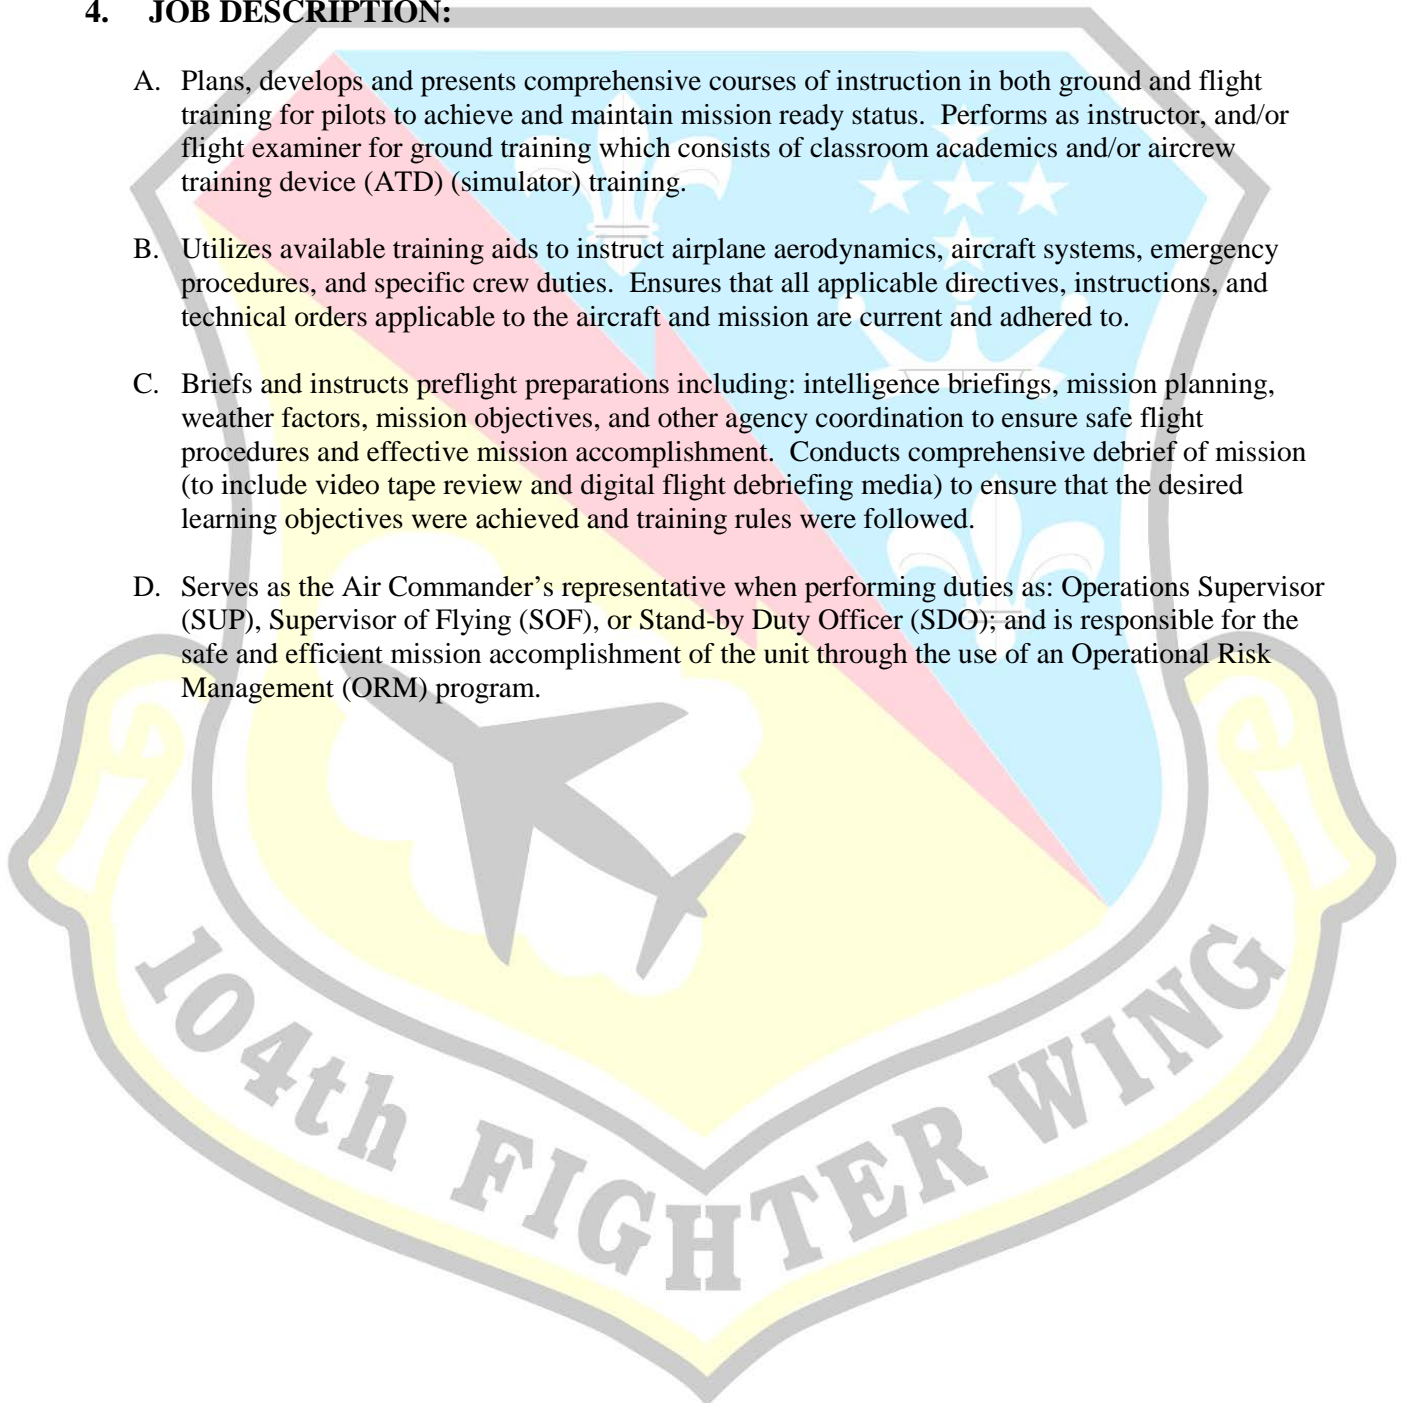 4. JOB DESCRIPTION:
A. Plans, develops and presents comprehensive courses of instruction in both ground and flight
training for pilots to achieve and maintain mission ready status. Performs as instructor, and/or
flight examiner for ground training which consists of classroom academics and/or aircrew
training device (ATD) (simulator) training.
B. Utilizes available training aids to instruct airplane aerodynamics, aircraft systems, emergency
procedures, and specific crew duties. Ensures that all applicable directives, instructions, and
technical orders applicable to the aircraft and mission are current and adhered to.
C. Briefs and instructs preflight preparations including: intelligence briefings, mission planning,
weather factors, mission objectives, and other agency coordination to ensure safe flight
procedures and effective mission accomplishment. Conducts comprehensive debrief of mission
(to include video tape review and digital flight debriefing media) to ensure that the desired
learning objectives were achieved and training rules were followed.
D. Serves as the Air Commander’s representative when performing duties as: Operations Supervisor
(SUP), Supervisor of Flying (SOF), or Stand-by Duty Officer (SDO); and is responsible for the
safe and efficient mission accomplishment of the unit through the use of an Operational Risk
Management (ORM) program.
104th FIGHTER WING